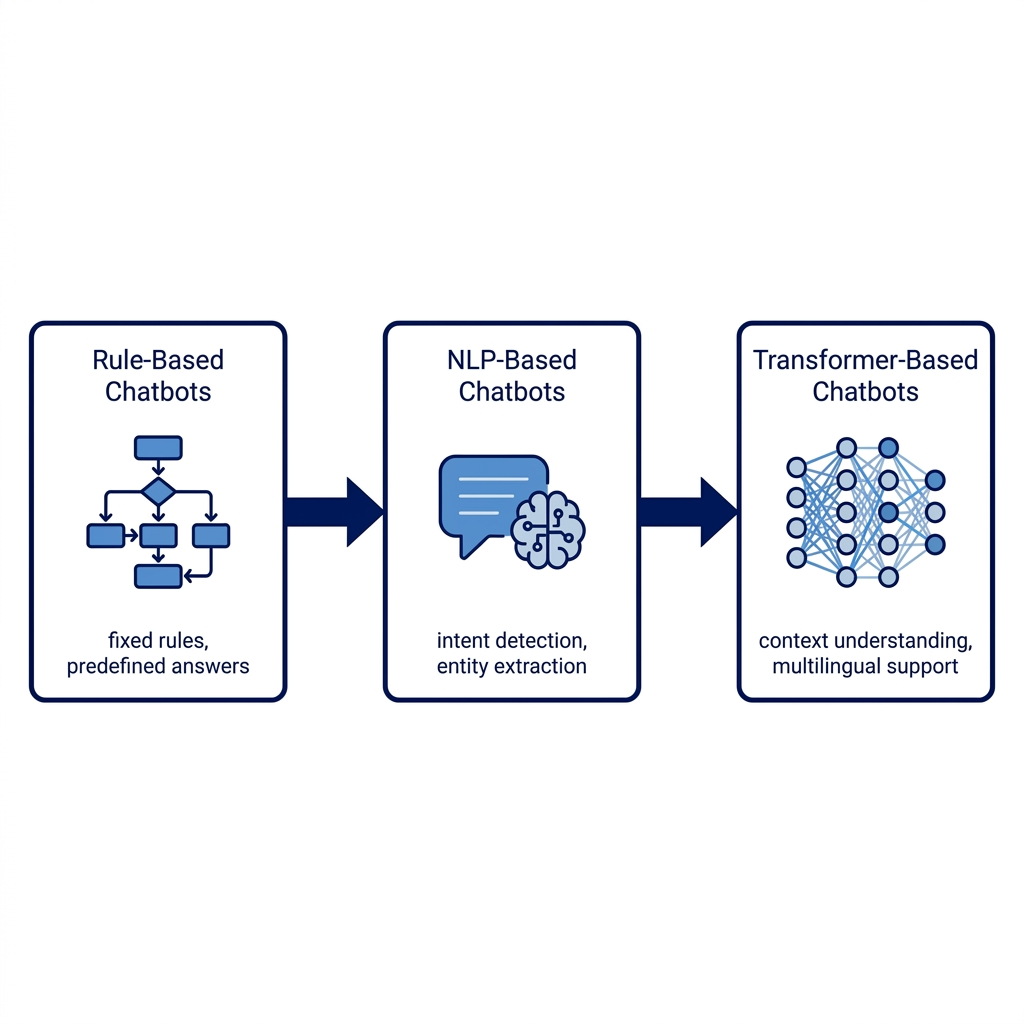 Rule-Based
Chatbots
fixed rules,
predefined answers
NLP-Based
Chatbots
intent detection,
entity extraction
Transformer-Based
Chatbots
context understanding,
multilingual support